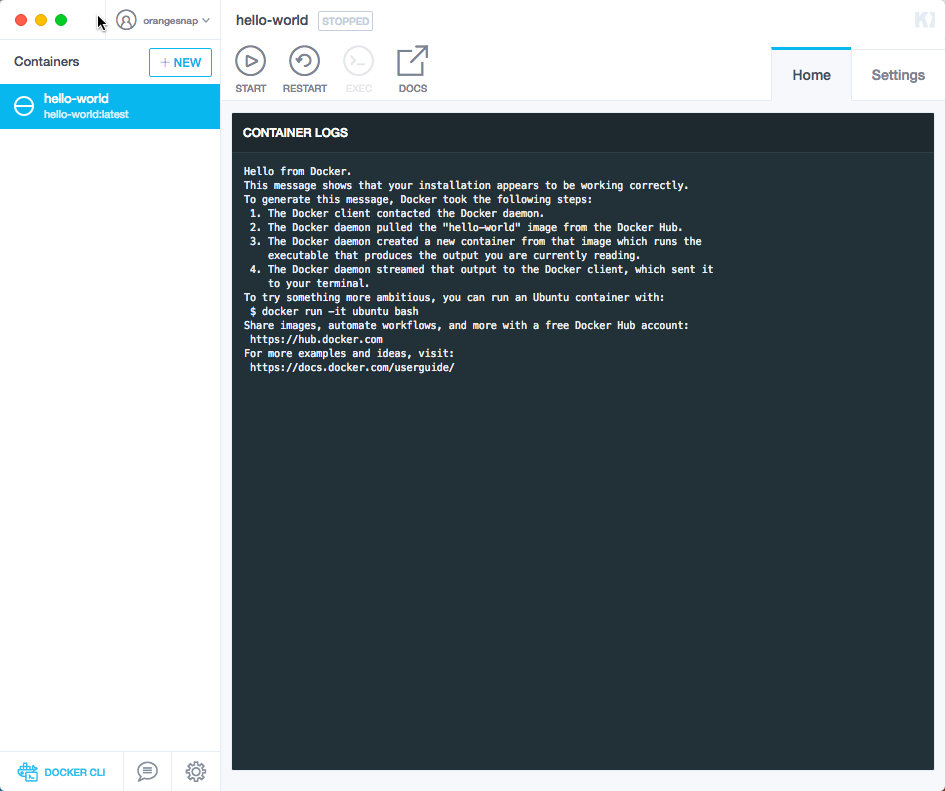 orangesnap
hello-world STOPPED
Containers
+ NEW
hello-world
hello-world:latest
START RESTART EXEC DOCS
Home Settings
CONTAINER LOGS
Hello from Docker.
This message shows that your installation appears to be working correctly.
To generate this message, Docker took the following steps:
1. The Docker client contacted the Docker daemon.
2. The Docker daemon pulled the "hello-world" image from the Docker Hub.
3. The Docker daemon created a new container from that image which runs the
executable that produces the output you are currently reading.
4. The Docker daemon streamed that output to the Docker client, which sent it
to your terminal.
To try something more ambitious, you can run an Ubuntu container with:
$ docker run -it ubuntu bash
Share images, automate workflows, and more with a free Docker Hub account:
https://hub.docker.com
For more examples and ideas, visit:
https://docs.docker.com/userguide/
DOCKER CLI